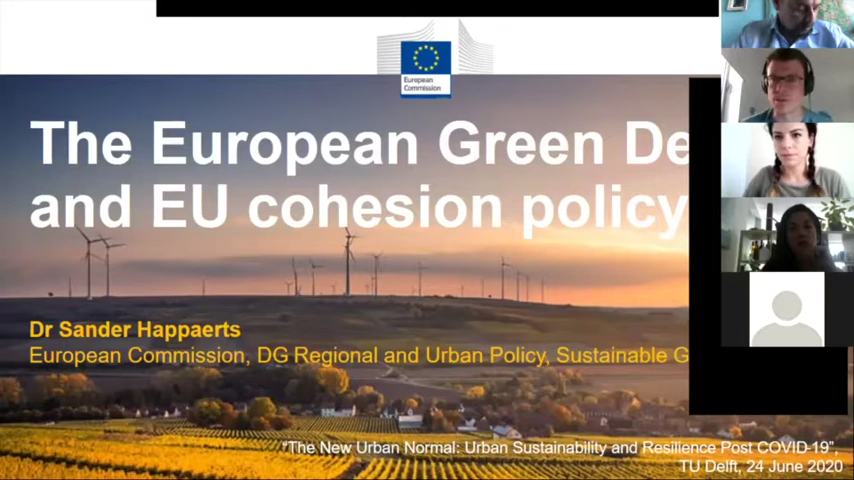 European
Commission
The European Green De
and EU cohesion policy
Dr Sander Happaerts
European Commission, DG Regional and Urban Policy, Sustainable G
“The New Urban Normal: Urban Sustainability and Resilience Post COVID-19”,
TU Delft, 24 June 2020